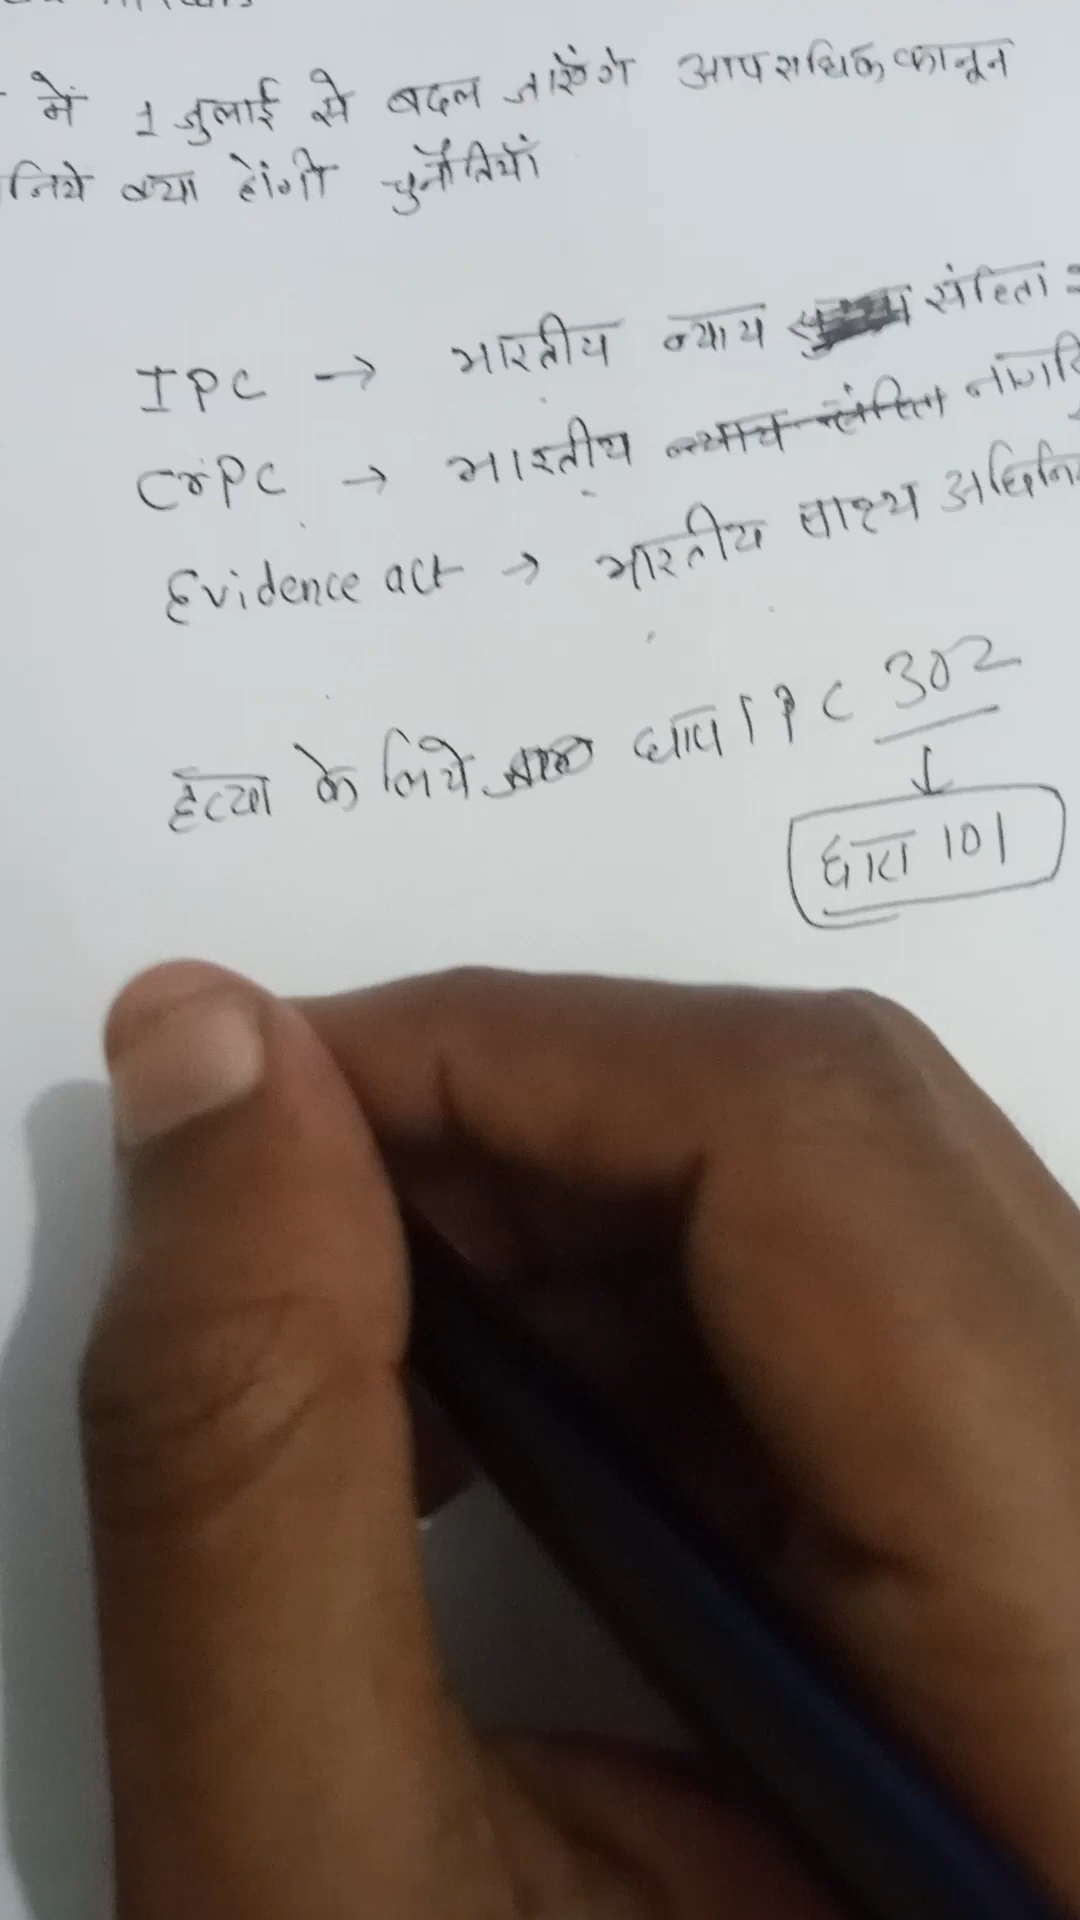 में 1 जुलाई से बदल जाऐंगे आपराधिक कानून
निये क्या होंगी चुनौतियाँ
IPC → भारतीय न्याय संहिता =
CrPC → भारतीय न्याय संहिता नागरि
Evidence act → भारतीय साक्ष्य अधिनि
हत्या के लिये धारा IPC 302
↓
धारा 101